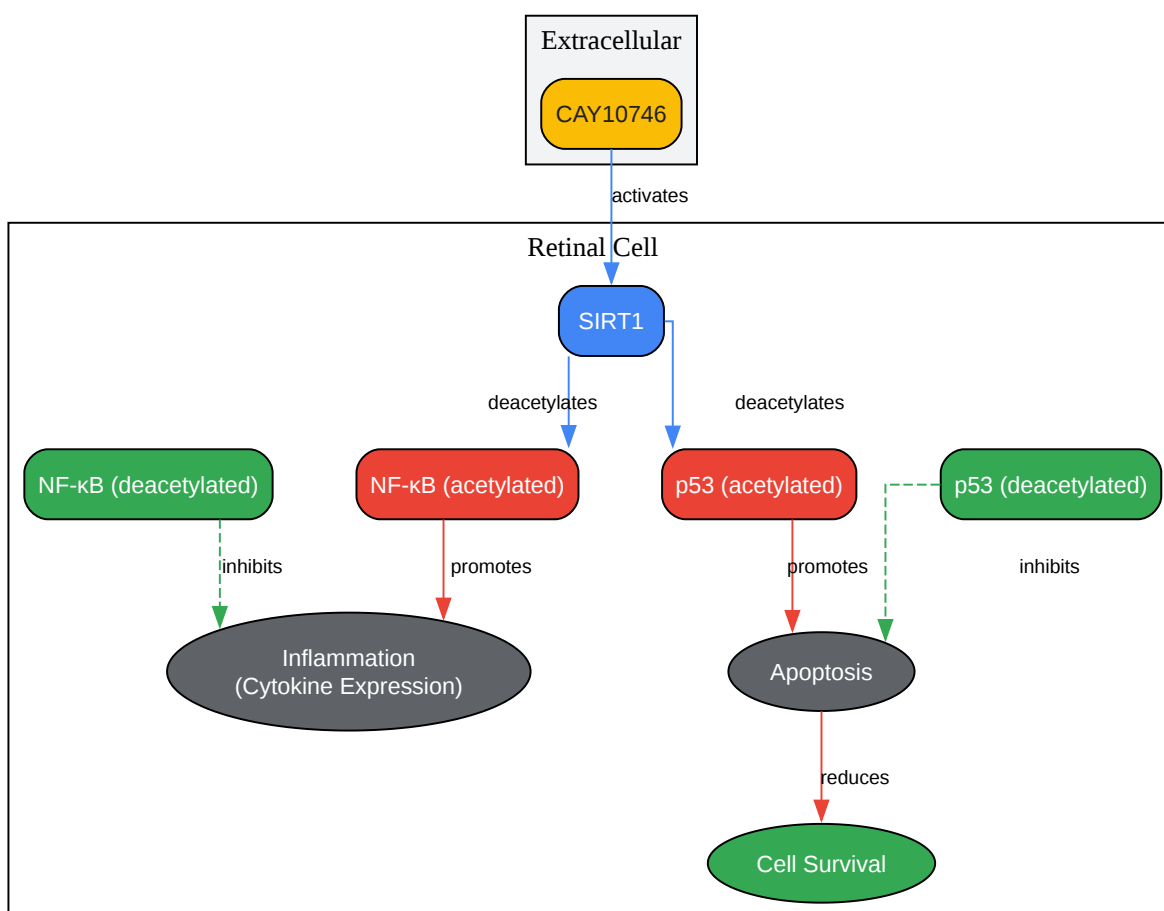 Extracellular
CAY10746
activates
Retinal Cell
SIRT1
deacetylates
deacetylates
NF-κB (deacetylated)
NF-κB (acetylated)
p53 (acetylated)
p53 (deacetylated)
inhibits
promotes
promotes
inhibits
Inflammation
(Cytokine Expression)
Apoptosis
reduces
Cell Survival